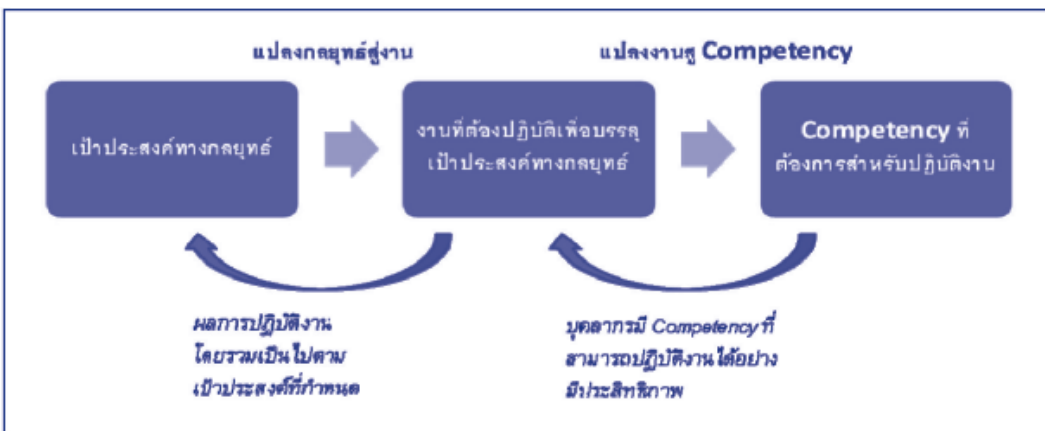 แปลงกลยุทธ์สู่งาน
แปลงงานสู่ Competency
เป้าประสงค์ทางกลยุทธ์
งานที่ต้องปฏิบัติเพื่อบรรลุ
เป้าประสงค์ทางกลยุทธ์
Competency ที่
ต้องการสำหรับปฏิบัติงาน
ผลการปฏิบัติงาน
โดยรวมเป็นไปตาม
เป้าประสงค์ที่กำหนด
บุคลากรมี Competency ที่
สามารถปฏิบัติงานได้อย่าง
มีประสิทธิภาพ